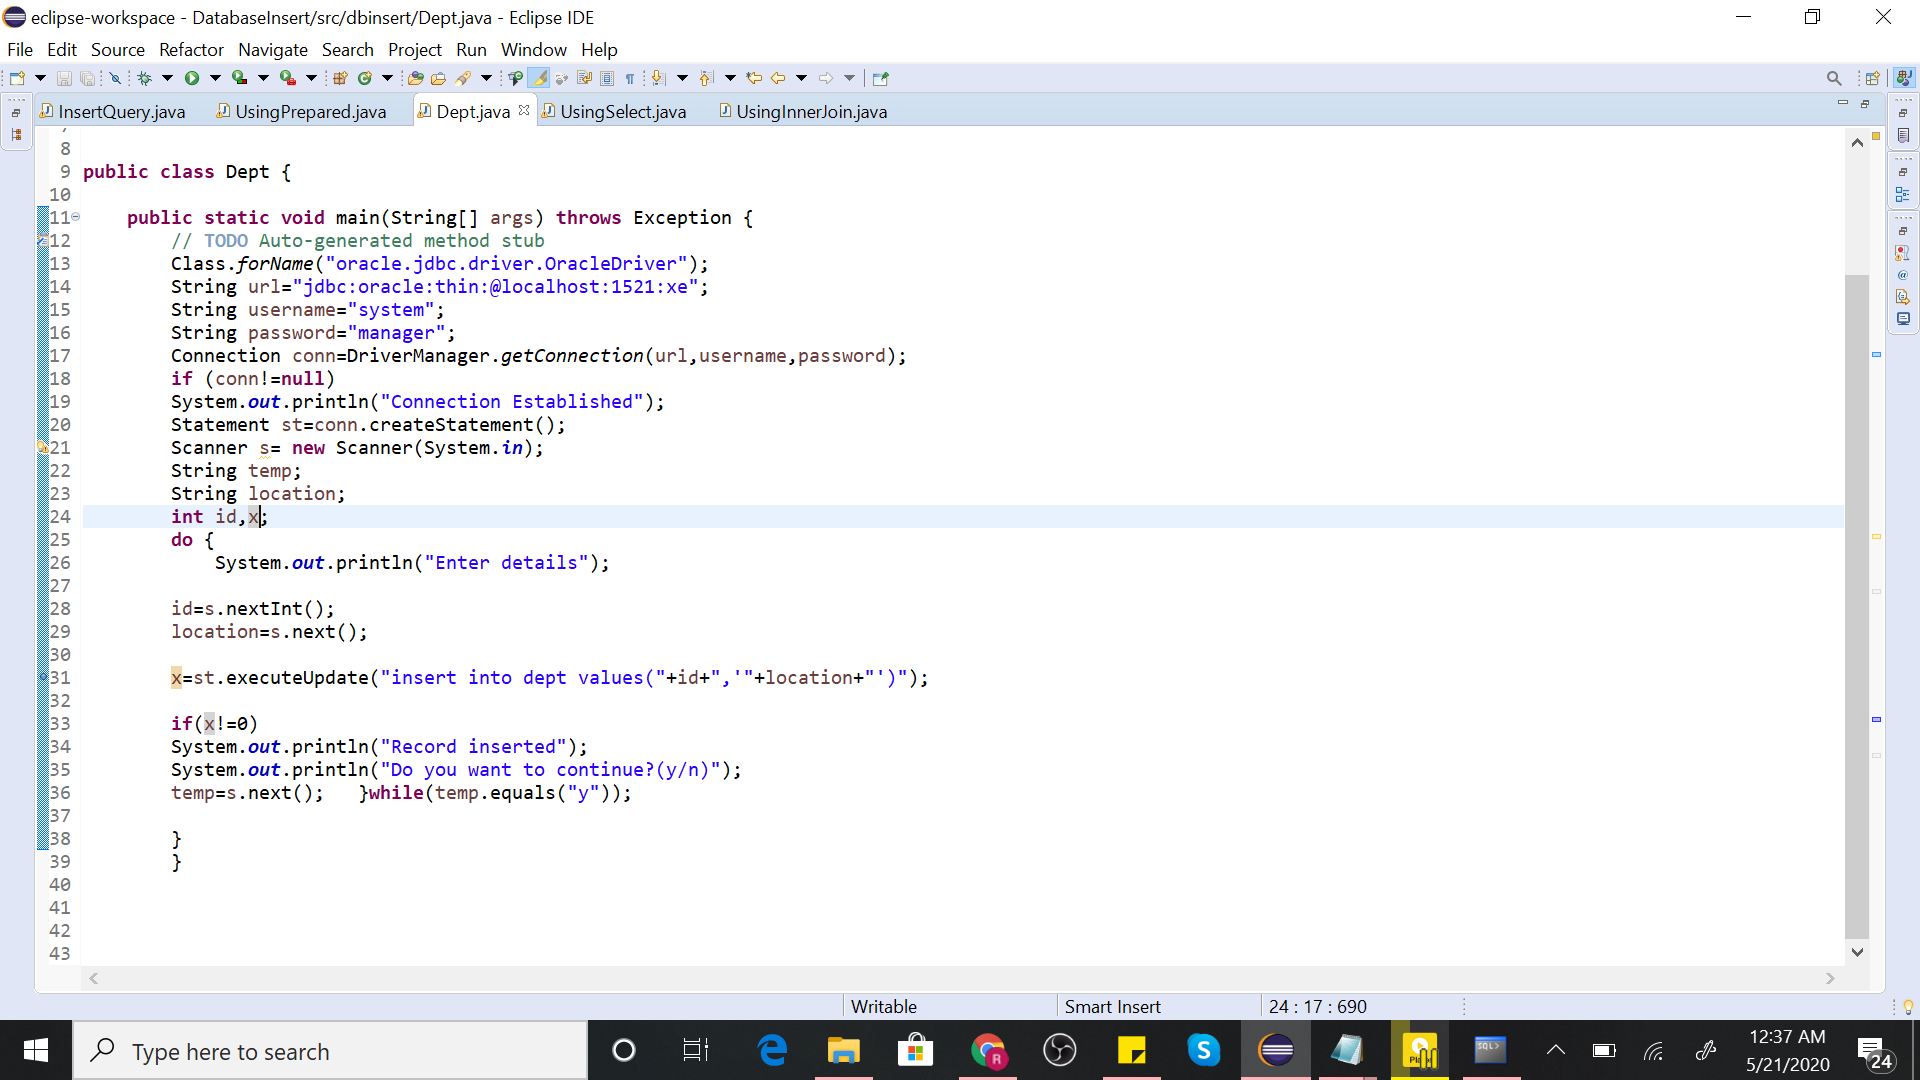 eclipse-workspace - DatabaseInsert/src/dbinsert/Dept.java - Eclipse IDE
File Edit Source Refactor Navigate Search Project Run Window Help
InsertQuery.java UsingPrepared.java Dept.java UsingSelect.java UsingInnerJoin.java
8
9 public class Dept {
10
11 public static void main(String[] args) throws Exception {
12 // TODO Auto-generated method stub
13 Class.forName("oracle.jdbc.driver.OracleDriver");
14 String url="jdbc:oracle:thin:@localhost:1521:xe";
15 String username="system";
16 String password="manager";
17 Connection conn=DriverManager.getConnection(url,username,password);
18 if (conn!=null)
19 System.out.println("Connection Established");
20 Statement st=conn.createStatement();
21 Scanner s= new Scanner(System.in);
22 String temp;
23 String location;
24 int id,x;
25 do {
26 System.out.println("Enter details");
27
28 id=s.nextInt();
29 location=s.next();
30
31 x=st.executeUpdate("insert into dept values("+id+",'"+location+"')");
32
33 if(x!=0)
34 System.out.println("Record inserted");
35 System.out.println("Do you want to continue?(y/n)");
36 temp=s.next();   }while(temp.equals("y"));
37
38 }
39 }
40
41
42
43
Writable Smart Insert 24 : 17 : 690
Type here to search
12:37 AM
5/21/2020
24